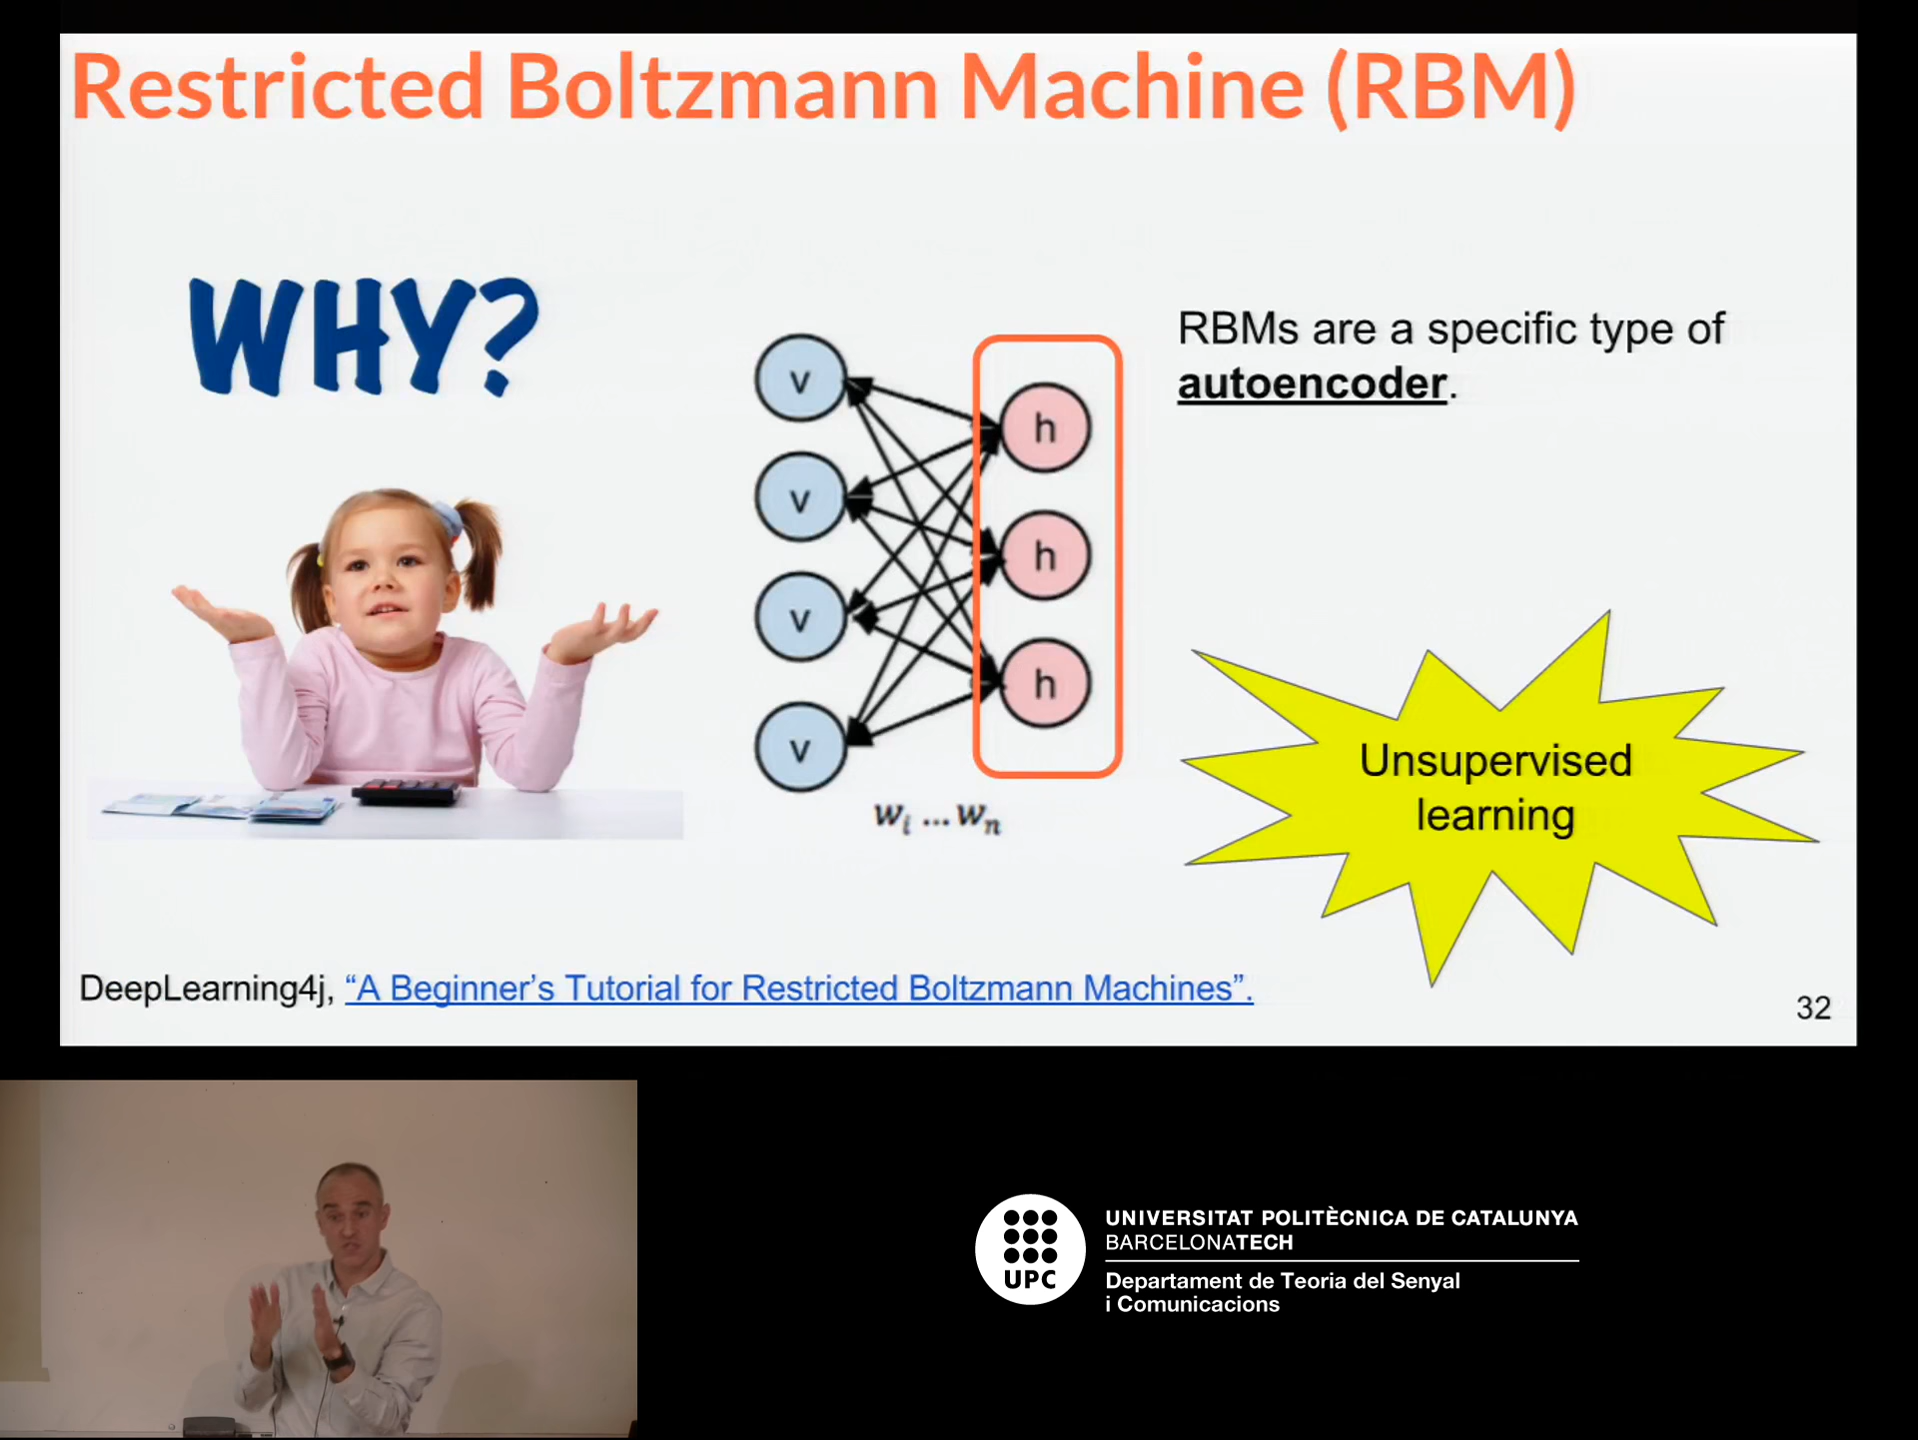 Restricted Boltzmann Machine (RBM)
WHY?
RBMs are a specific type of
autoencoder.
v
v
v
v
h
h
h
w_i ... w_n
Unsupervised
learning
DeepLearning4j, “A Beginner’s Tutorial for Restricted Boltzmann Machines”.
32
UPC
UNIVERSITAT POLITÈCNICA DE CATALUNYA
BARCELONATECH
Departament de Teoria del Senyal
i Comunicacions